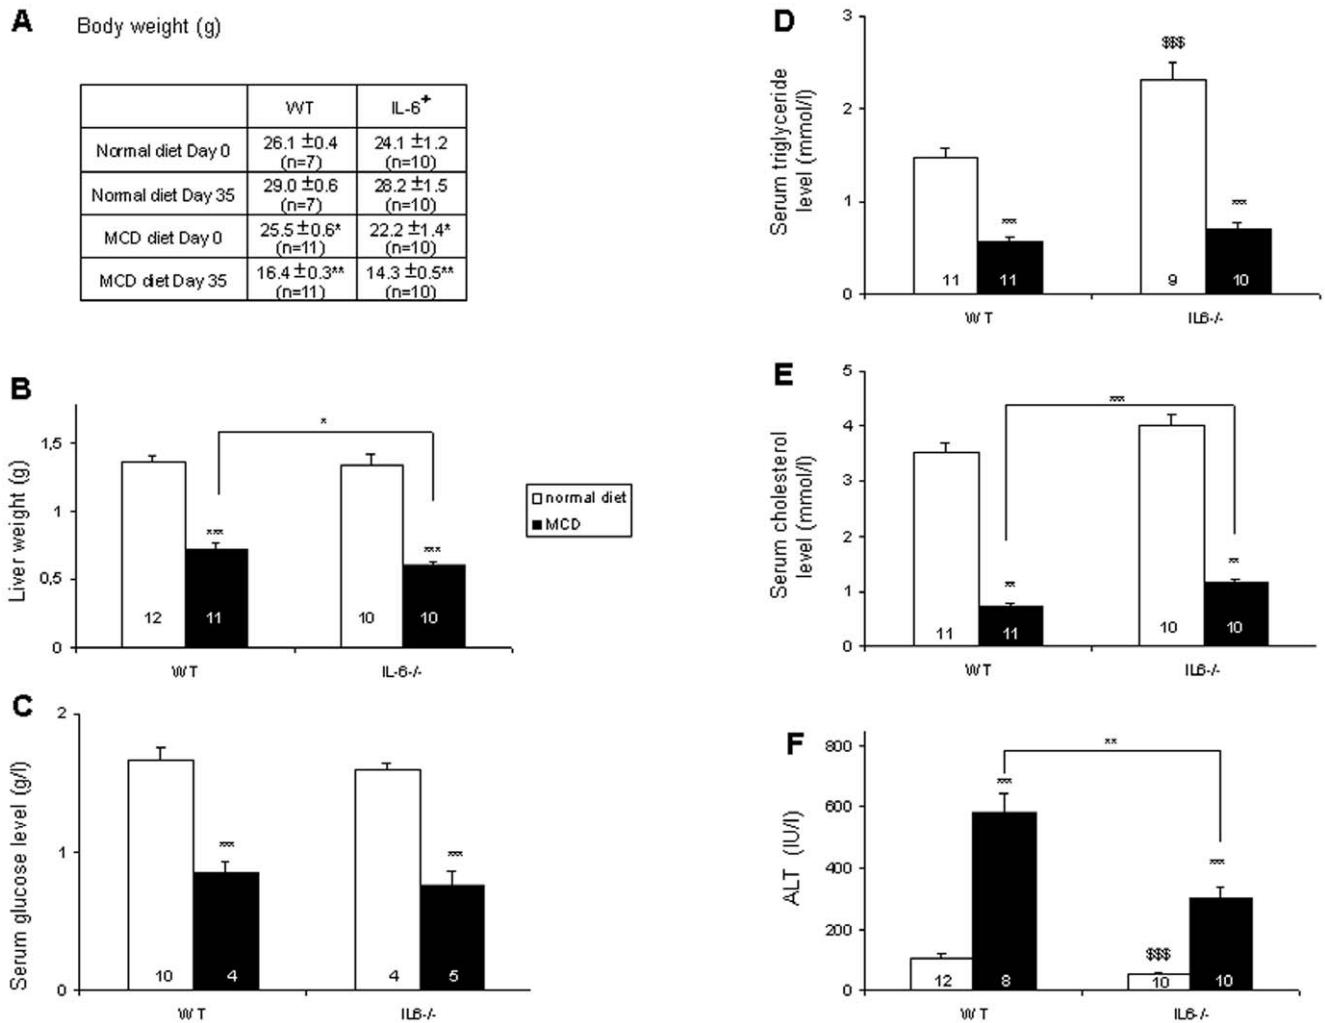 A
Body weight (g)
WT IL-6+
Normal diet Day 0 26.1 ±0.4 (n=7) 24.1 ±1.2 (n=10)
Normal diet Day 35 29.0 ±0.6 (n=7) 28.2 ±1.5 (n=10)
MCD diet Day 0 25.5 ±0.6* (n=11) 22.2 ±1.4* (n=10)
MCD diet Day 35 16.4 ±0.3** (n=11) 14.3 ±0.5** (n=10)
B
Liver weight (g)
1,5
1
0,5
0
*
***
***
12 11 10 10
WT IL-6-/-
normal diet
MCD
C
Serum glucose level (g/l)
2
1
0
***
***
10 4 4 5
WT IL6-/-
D
Serum triglyceride
level (mmol/l)
3
2
1
0
$$$
***
***
11 11 9 10
WT IL6-/-
E
Serum cholesterol
level (mmol/l)
5
4
3
2
1
0
***
**
**
11 11 10 10
WT IL6-/-
F
ALT (IU/l)
800
600
400
200
0
**
***
***
$$$
12 8 10 10
WT IL6-/-